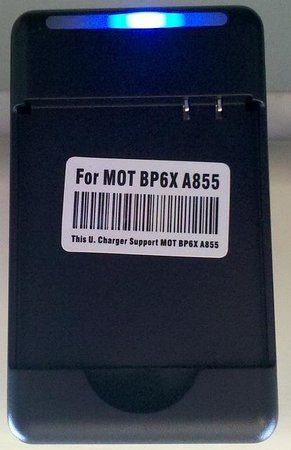 For MOT BP6X A855
This U. Charger Support MOT BP6X A855